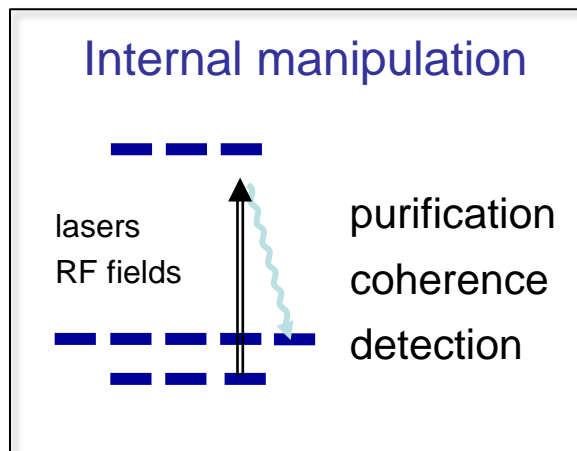 Internal manipulation
lasers
RF fields
purification
coherence
detection